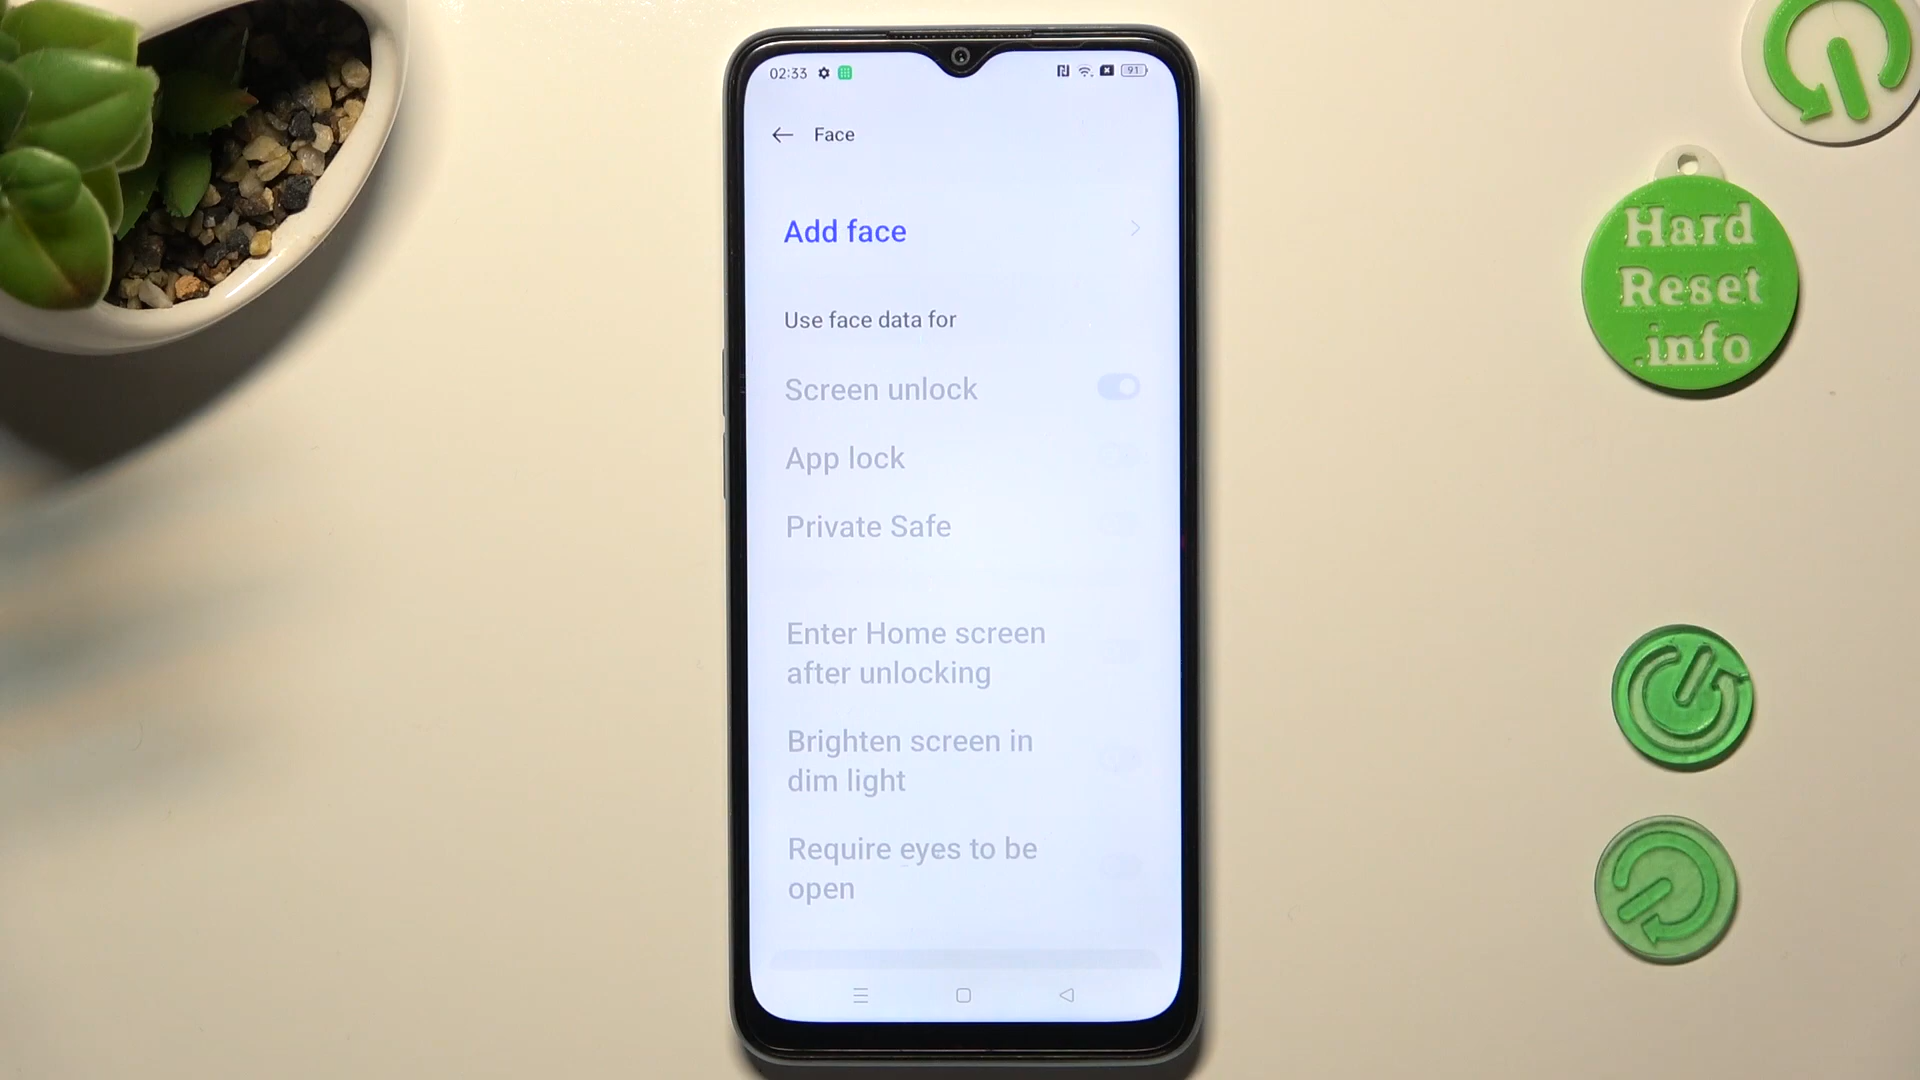 02:33
91
Face
Add face
Use face data for
Screen unlock
App lock
Private Safe
Enter Home screen
after unlocking
Brighten screen in
dim light
Require eyes to be
open
Hard
Reset
.info